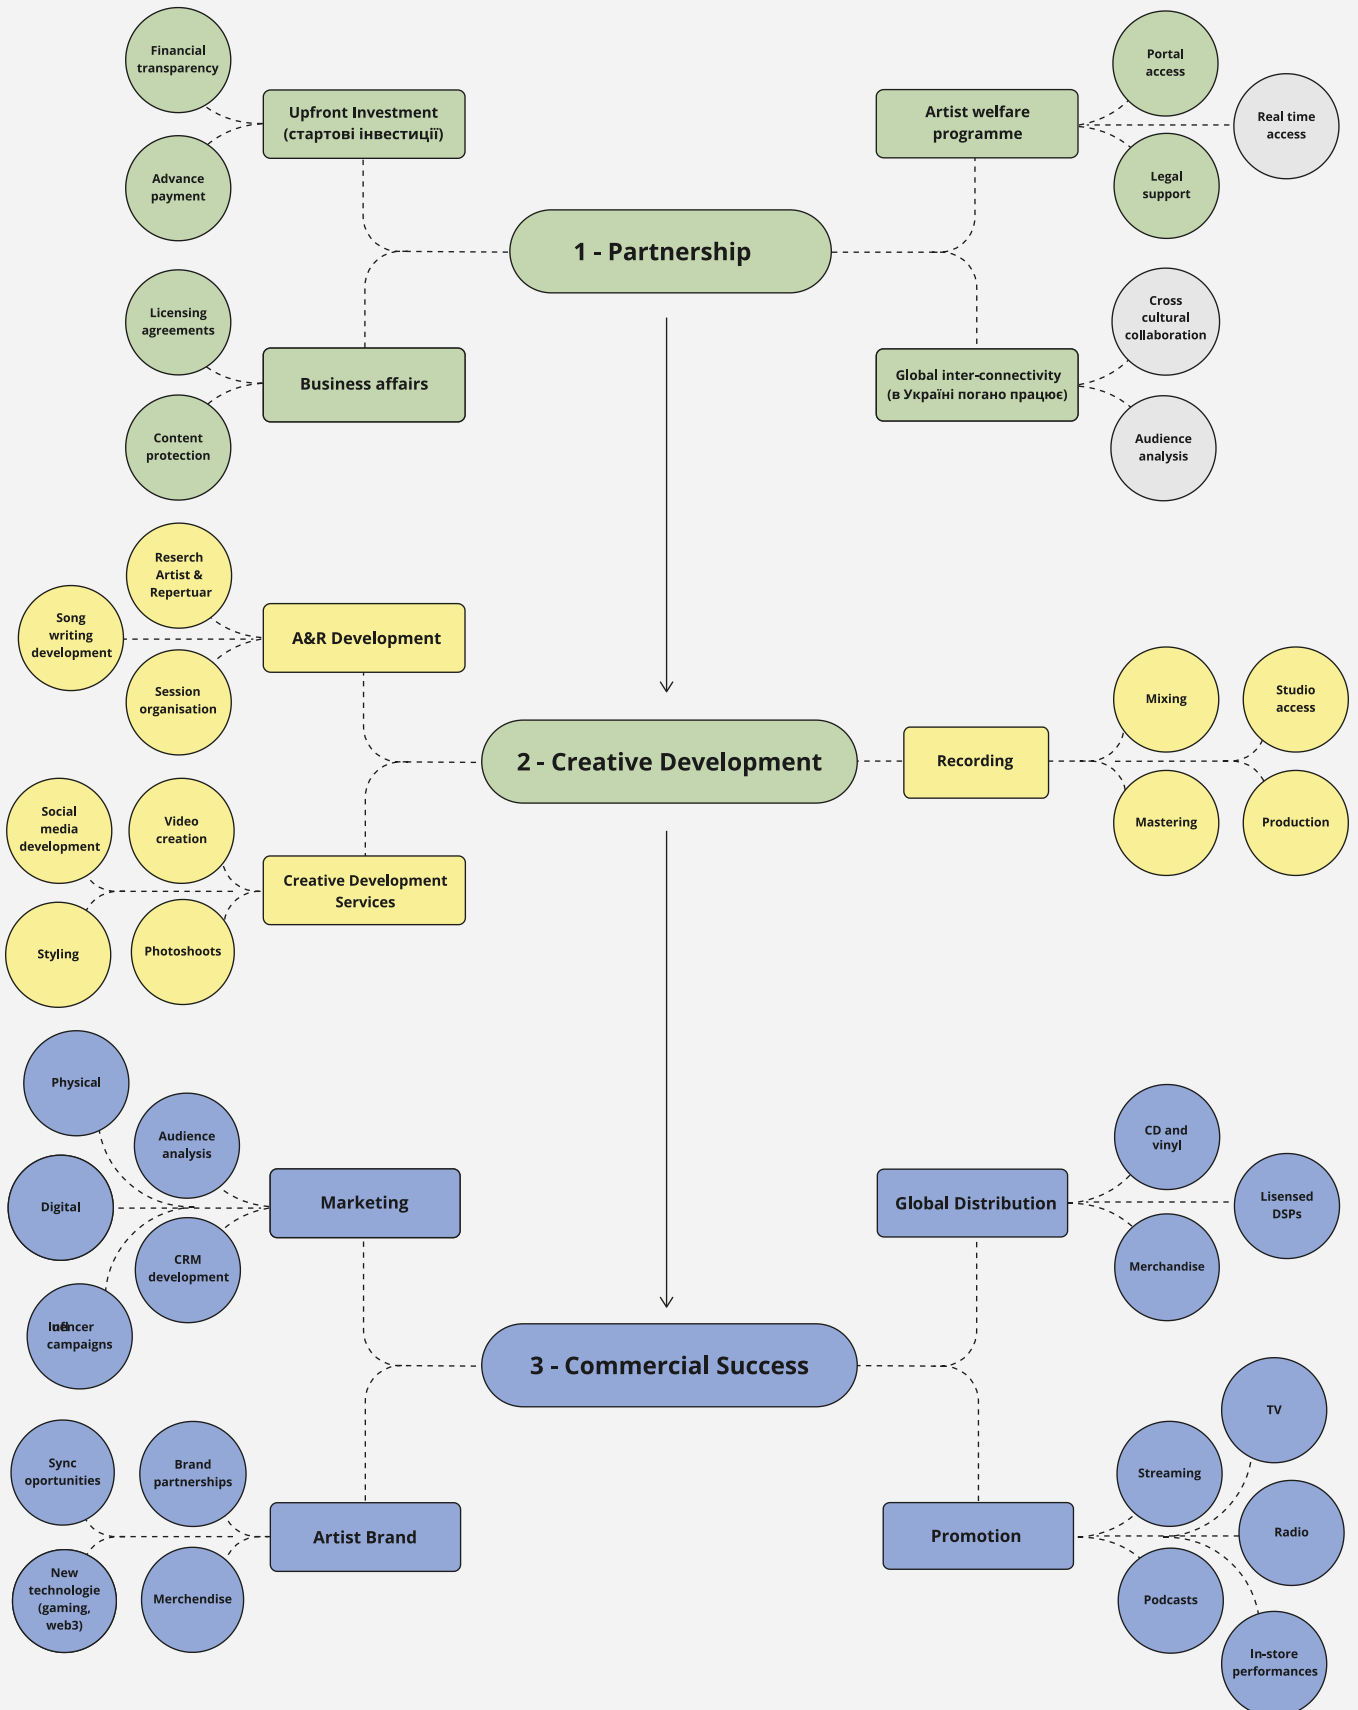 Financial
transparency
Upfront Investment
(стартові інвестиції)
Advance
payment
Portal
access
Artist welfare
programme
Real time
access
Legal
support
1 - Partnership
Licensing
agreements
Business affairs
Content
protection
Cross
cultural
collaboration
Global inter-connectivity
(в Україні погано працює)
Audience
analysis
Reserch
Artist &
Repertuar
Song
writing
development
A&R Development
Session
organisation
2 - Creative Development
Recording
Mixing
Studio
access
Mastering
Production
Social
media
development
Video
creation
Creative Development
Services
Styling
Photoshoots
Physical
Audience
analysis
Digital
Marketing
CRM
development
campaigns
CD and
vinyl
Global Distribution
Lisensed
DSPs
Merchandise
3 - Commercial Success
Sync
oportunities
Brand
partnerships
Artist Brand
New
technologie
(gaming,
web3)
Merchendise
TV
Streaming
Promotion
Radio
Podcasts
In-store
performances